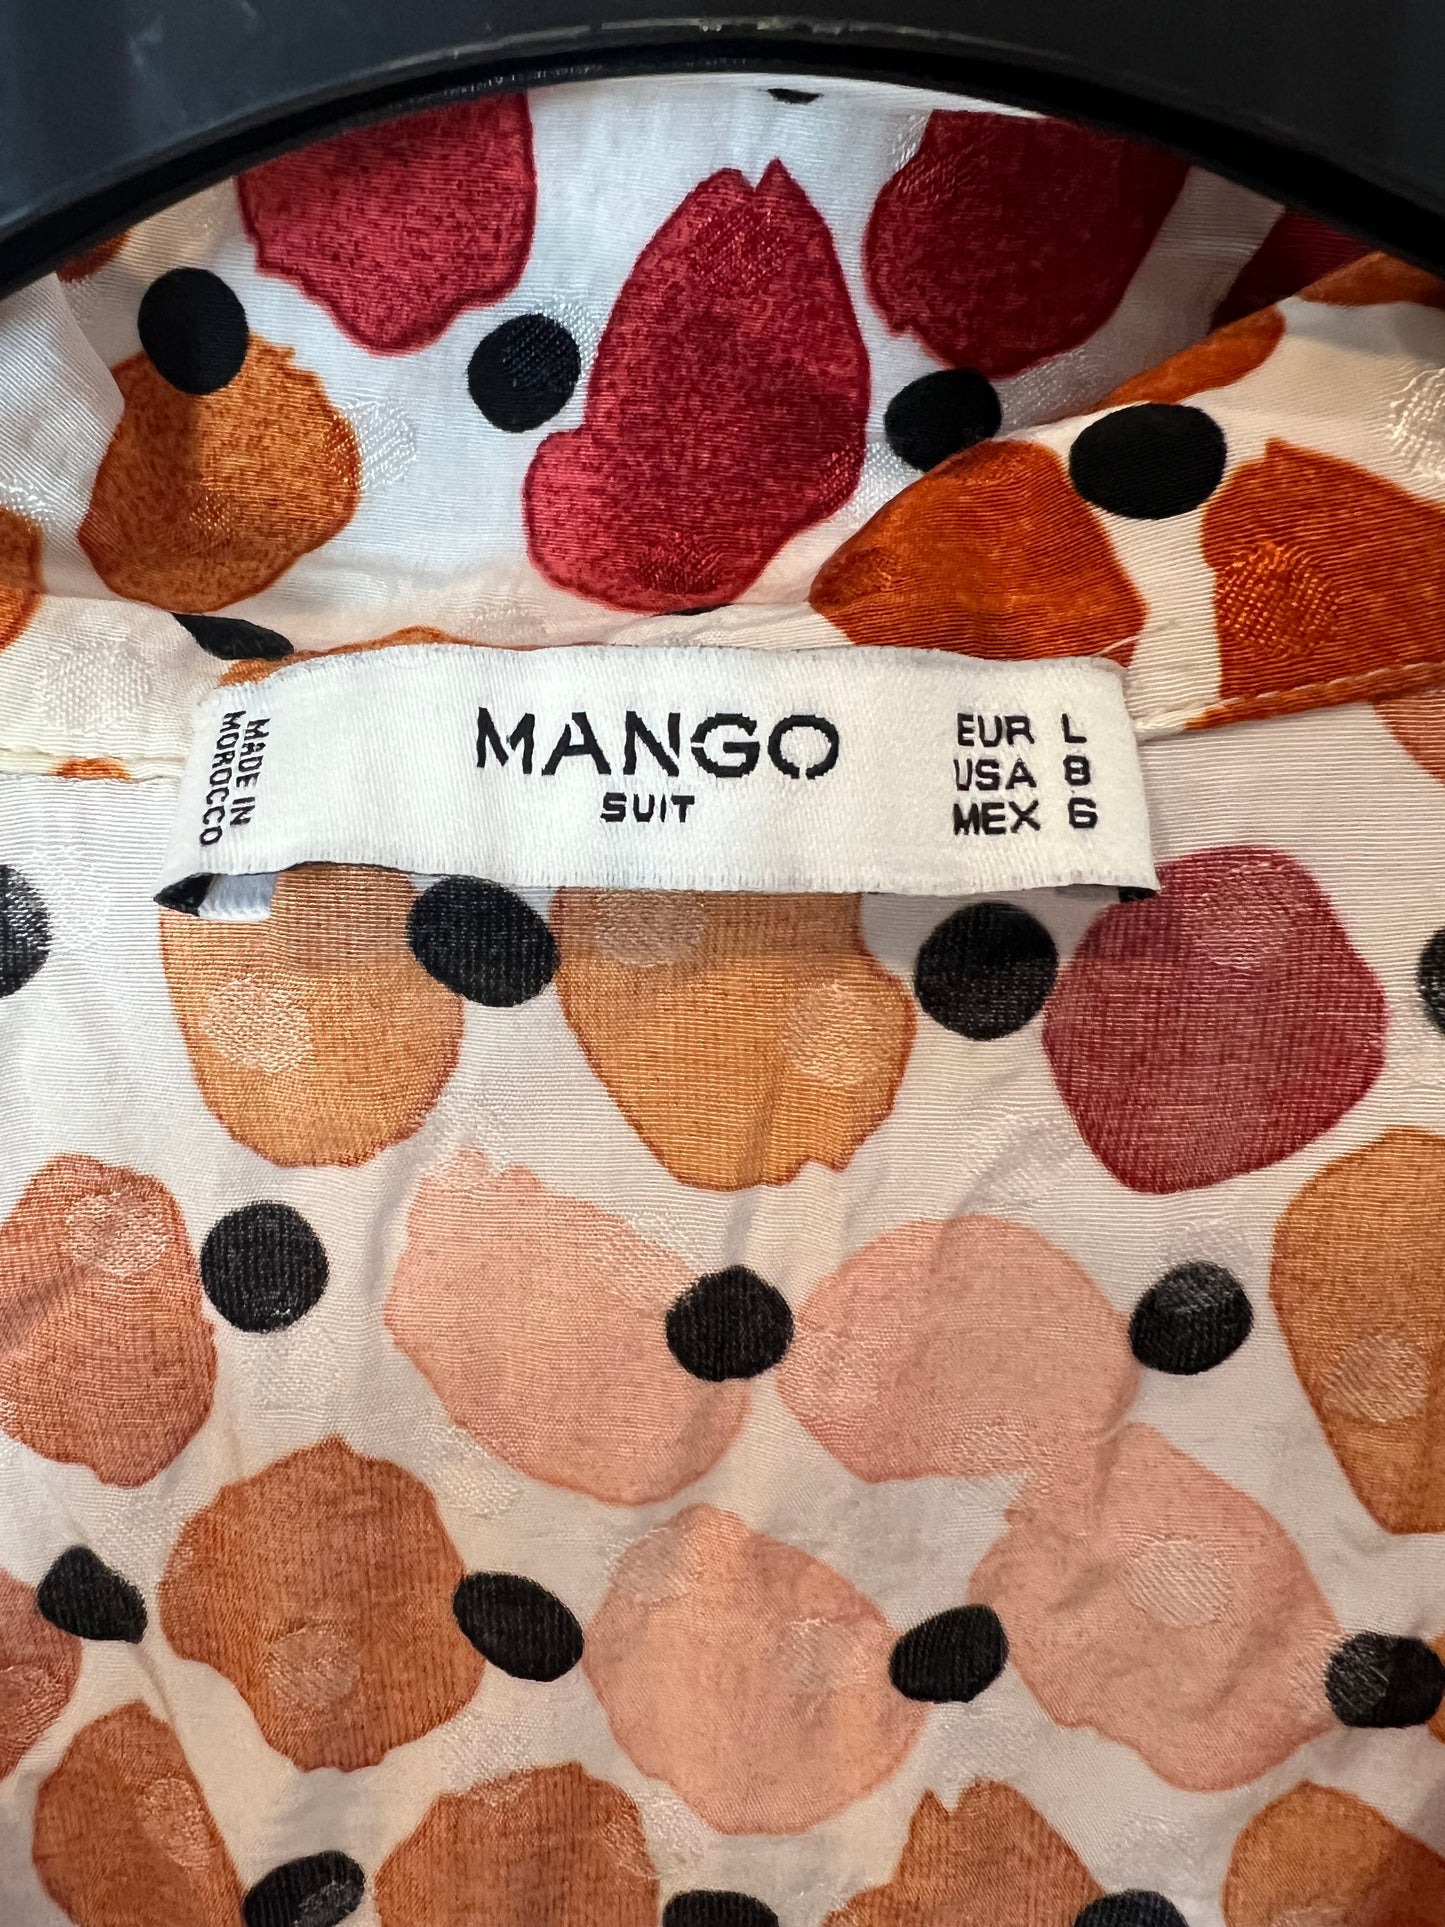 MADE IN
MOROCCO
MANGO
SUIT
EUR L
USA 8
MEX 6